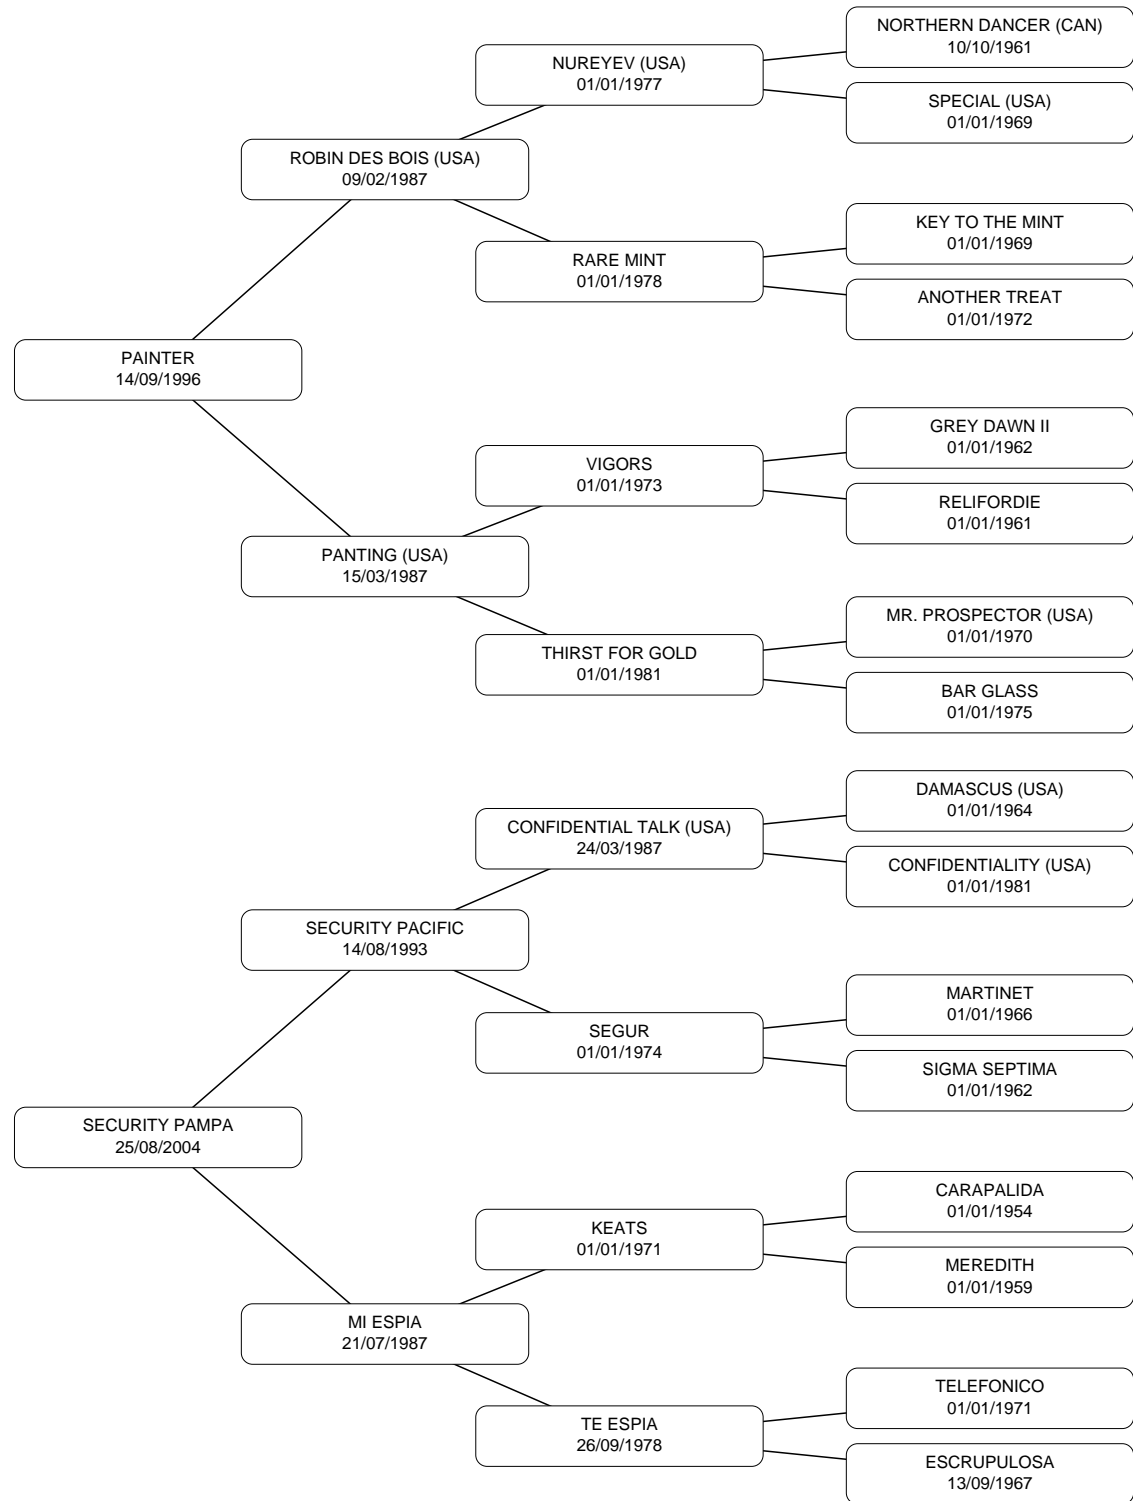 NORTHERN DANCER (CAN)
10/10/1961
NUREYEV (USA)
01/01/1977
SPECIAL (USA)
01/01/1969
ROBIN DES BOIS (USA)
09/02/1987
KEY TO THE MINT
01/01/1969
RARE MINT
01/01/1978
ANOTHER TREAT
01/01/1972
PAINTER
14/09/1996
GREY DAWN II
01/01/1962
VIGORS
01/01/1973
RELIFORDIE
01/01/1961
PANTING (USA)
15/03/1987
MR. PROSPECTOR (USA)
01/01/1970
THIRST FOR GOLD
01/01/1981
BAR GLASS
01/01/1975
DAMASCUS (USA)
01/01/1964
CONFIDENTIAL TALK (USA)
24/03/1987
CONFIDENTIALITY (USA)
01/01/1981
SECURITY PACIFIC
14/08/1993
MARTINET
01/01/1966
SEGUR
01/01/1974
SIGMA SEPTIMA
01/01/1962
SECURITY PAMPA
25/08/2004
CARAPALIDA
01/01/1954
KEATS
01/01/1971
MEREDITH
01/01/1959
MI ESPIA
21/07/1987
TELEFONICO
01/01/1971
TE ESPIA
26/09/1978
ESCRUPULOSA
13/09/1967